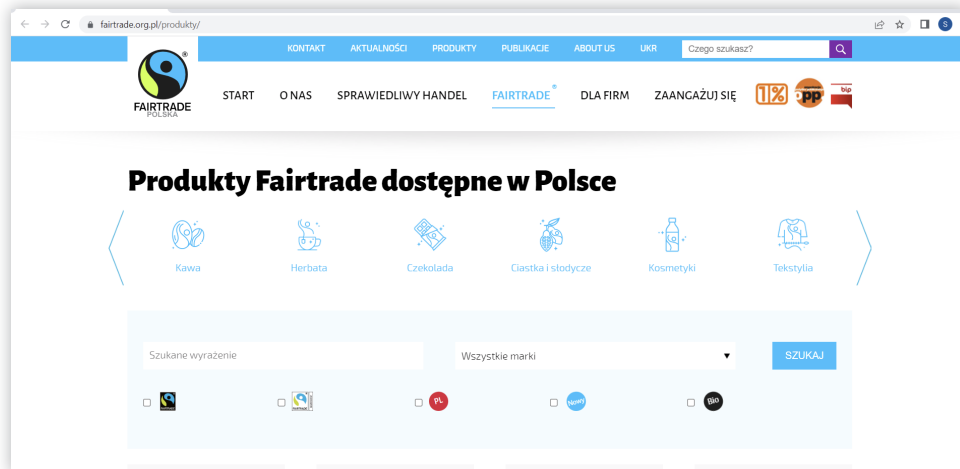 fairtrade.org.pl/produkty/
S
KONTAKT AKTUALNOŚCI PRODUKTY PUBLIKACJE ABOUT US UKR Czego szukasz?
FAIRTRADE
POLSKA
START O NAS SPRAWIEDLIWY HANDEL FAIRTRADE® DLA FIRM ZAANGAŻUJ SIĘ 1% opp bip
Produkty Fairtrade dostępne w Polsce
Kawa Herbata Czekolada Ciastka i słodycze Kosmetyki Tekstylia
Szukane wyrażenie Wszystkie marki SZUKAJ
PL Nowy Bio